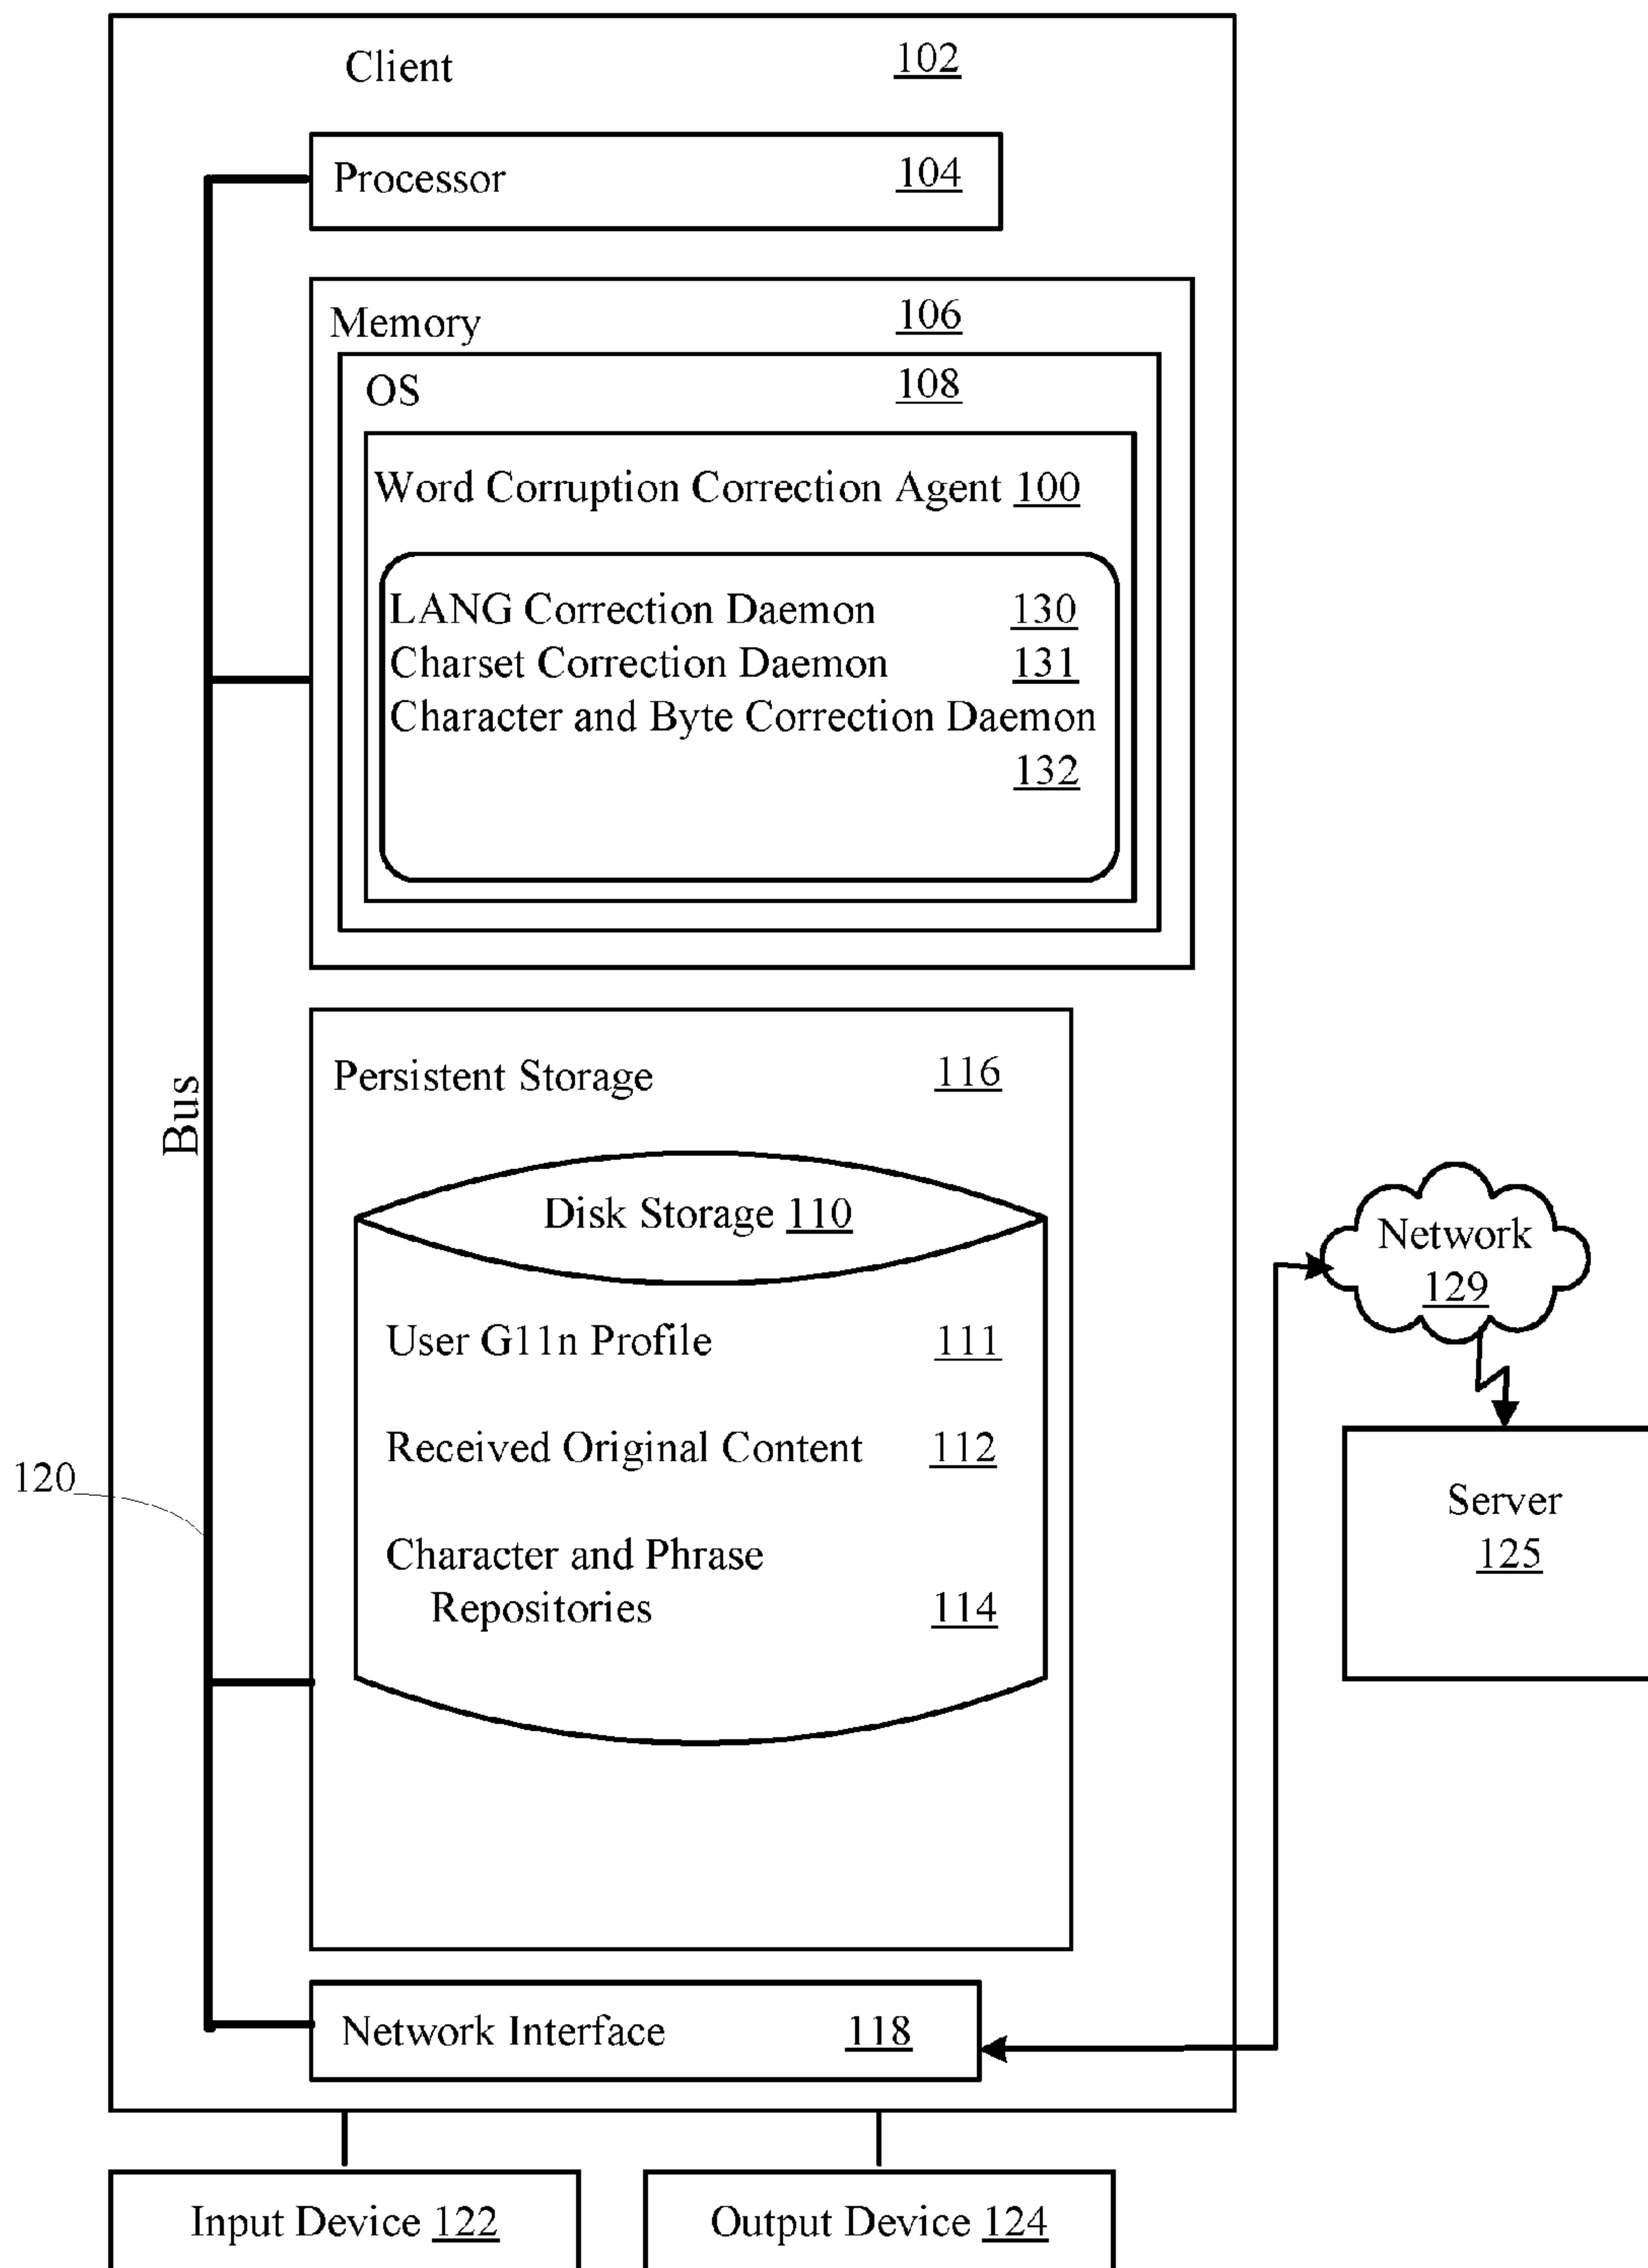 Client 102
Processor 104
Memory 106
OS 108
Word Corruption Correction Agent 100
LANG Correction Daemon 130
Charset Correction Daemon 131
Character and Byte Correction Daemon
132
Bus
Persistent Storage 116
Disk Storage 110
User G11n Profile 111
Received Original Content 112
Character and Phrase
Repositories 114
120
Network
129
Server
125
Network Interface 118
Input Device 122
Output Device 124